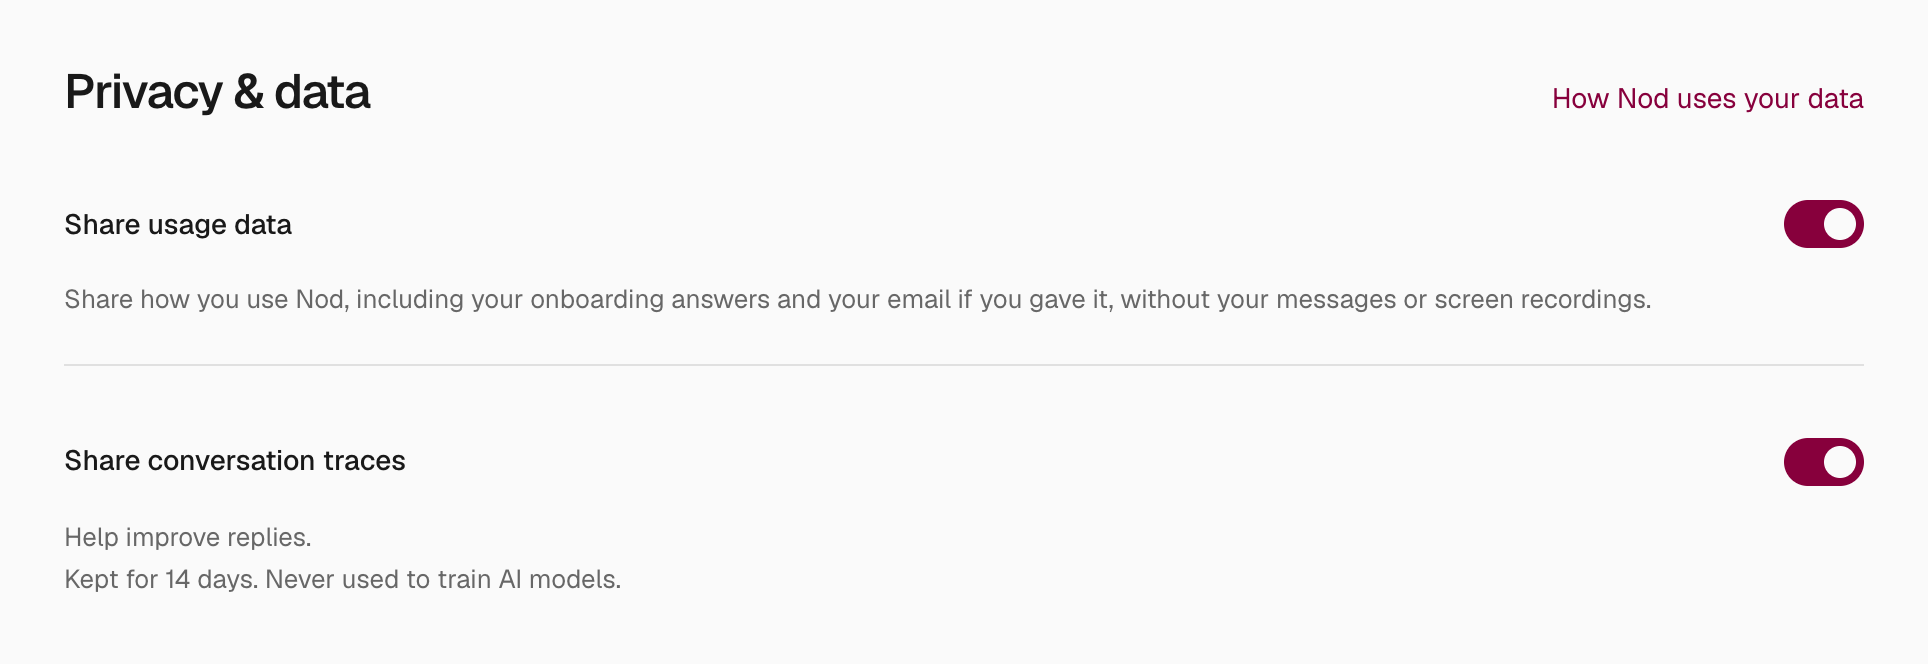 Privacy & data
How Nod uses your data
Share usage data
Share how you use Nod, including your onboarding answers and your email if you gave it, without your messages or screen recordings.
Share conversation traces
Help improve replies.
Kept for 14 days. Never used to train AI models.